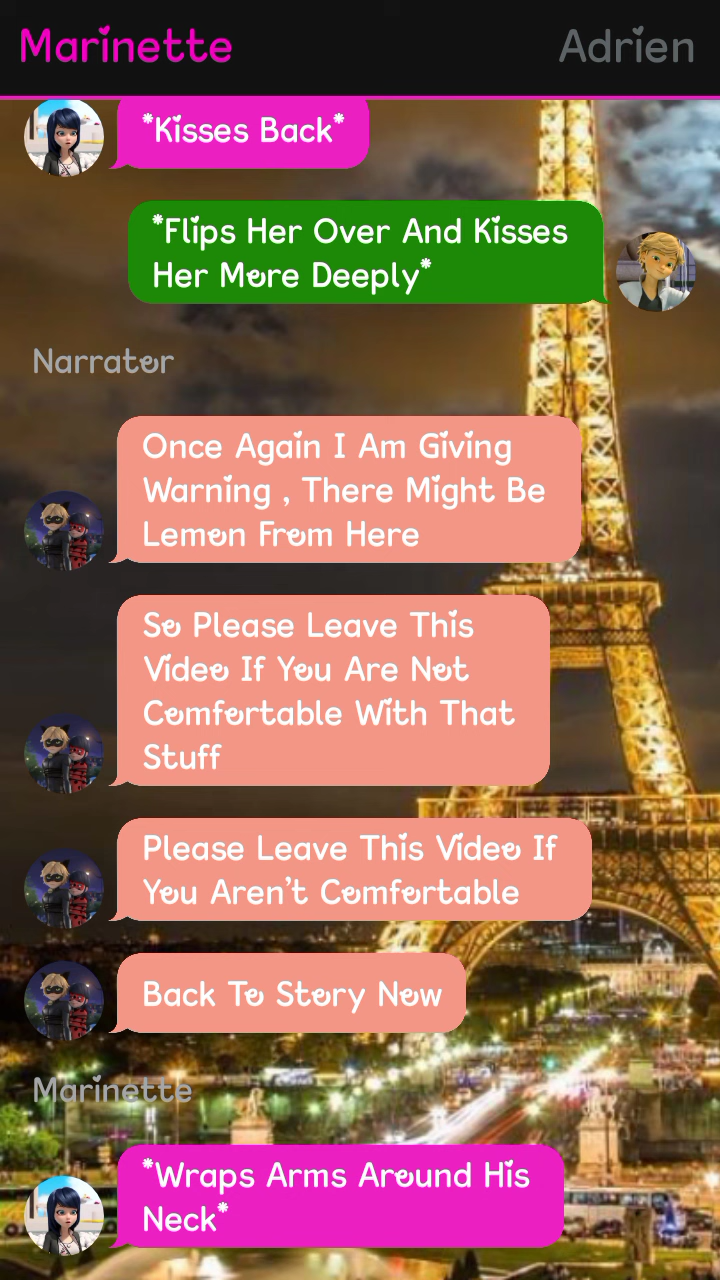 Marinette
Adrien
*Kisses Back*
*Flips Her Over And Kisses
Her More Deeply*
Narrator
Once Again I Am Giving
Warning , There Might Be
Lemon From Here
So Please Leave This
Video If You Are Not
Comfortable With That
Stuff
Please Leave This Video If
You Aren't Comfortable
Back To Story Now
Marinette
*Wraps Arms Around His
Neck*